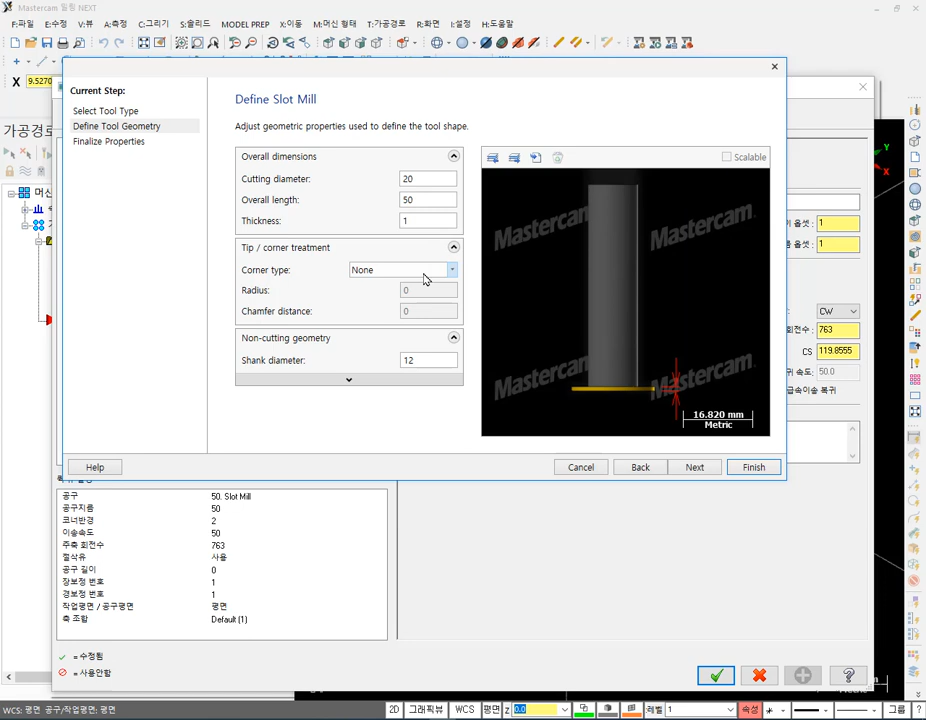 Mastercam 밀링 NEXT
F:파일 E:수정 V:뷰 A:측정 C:그리기 S:솔리드 MODEL PREP X:이동 M:머신 형태 T:가공경로 R:화면 I:설정 H:도움말
X 9.5270
Current Step:
Select Tool Type
Define Tool Geometry
Finalize Properties
Define Slot Mill
Adjust geometric properties used to define the tool shape.
Overall dimensions
Cutting diameter: 20
Overall length: 50
Thickness: 1
Tip / corner treatment
Corner type: None
Radius: 0
Chamfer distance: 0
Non-cutting geometry
Shank diameter: 12
Scalable
Mastercam. Mastercam.
Mastercam. Mastercam.
16.820 mm
Metric
Help Cancel Back Next Finish
가공경로
머신
이 옵셋: 1
옵셋: 1
CW
회전수: 763
CS 119.8555
귀 속도: 50.0
급속이송 복귀
공구 50. Slot Mill
공구지름 50
코너반경 2
이송속도 50
주축 회전수 763
절삭유 사용
공구 길이 0
장보정 번호 1
경보정 번호 1
작업평면 / 공구평면 평면
축 조합 Default (1)
= 수정됨
= 사용안함
Y
X
WCS: 평면 공구/작업평면: 평면
2D 그래픽뷰 WCS 평면 Z 0.0 레벨 1 속성 그룹 ?